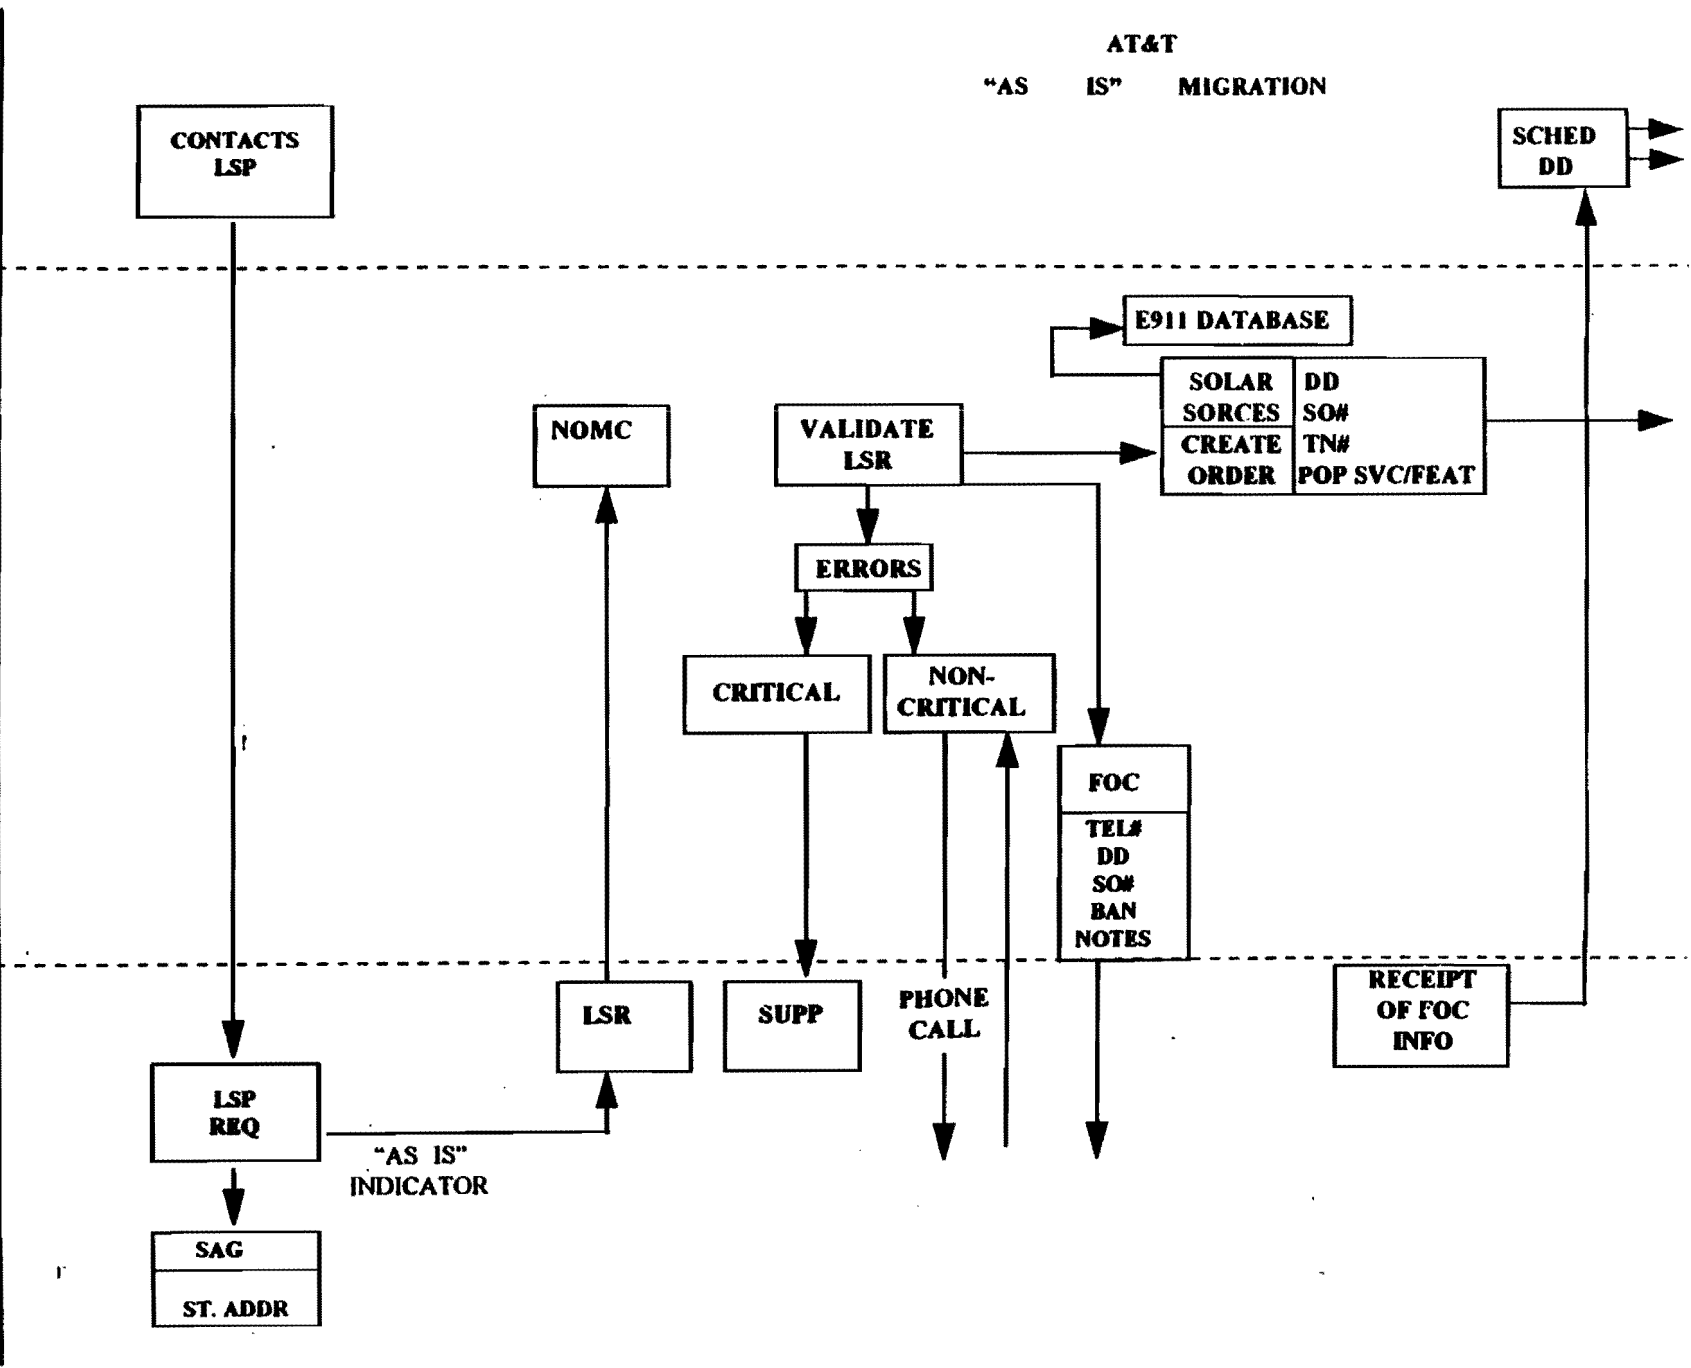 AT&T
"AS IS" MIGRATION
CONTACTS
LSP
SCHED
DD
E911 DATABASE
SOLAR
SORCES
CREATE
ORDER
DD
SO#
TN#
POP SVC/FEAT
NOMC
VALIDATE
LSR
ERRORS
CRITICAL
NON-
CRITICAL
FOC
TEL#
DD
SO#
BAN
NOTES
LSR
SUPP
PHONE
CALL
RECEIPT
OF FOC
INFO
LSP
REQ
"AS IS"
INDICATOR
SAG
ST. ADDR